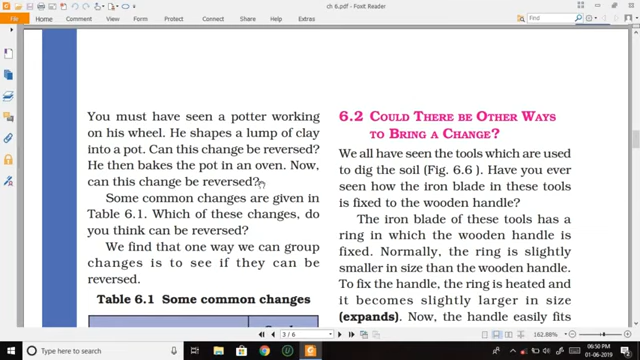 ch 6.pdf - Foxit Reader
File
Home
Comment
View
Form
Protect
Share
Help
Tutorial
Find
You must have seen a potter working
on his wheel. He shapes a lump of clay
into a pot. Can this change be reversed?
He then bakes the pot in an oven. Now,
can this change be reversed?
Some common changes are given in
Table 6.1. Which of these changes, do
you think can be reversed?
We find that one way we can group
changes is to see if they can be
reversed.
Table 6.1 Some common changes
6.2 COULD THERE BE OTHER WAYS
TO BRING A CHANGE?
We all have seen the tools which are used
to dig the soil (Fig. 6.6). Have you ever
seen how the iron blade in these tools
is fixed to the wooden handle?
The iron blade of these tools has a
ring in which the wooden handle is
fixed. Normally, the ring is slightly
smaller in size than the wooden handle.
To fix the handle, the ring is heated and
it becomes slightly larger in size
(expands). Now, the handle easily fits
3 / 6
162.88%
Type here to search
06:50 PM
01-06-2019